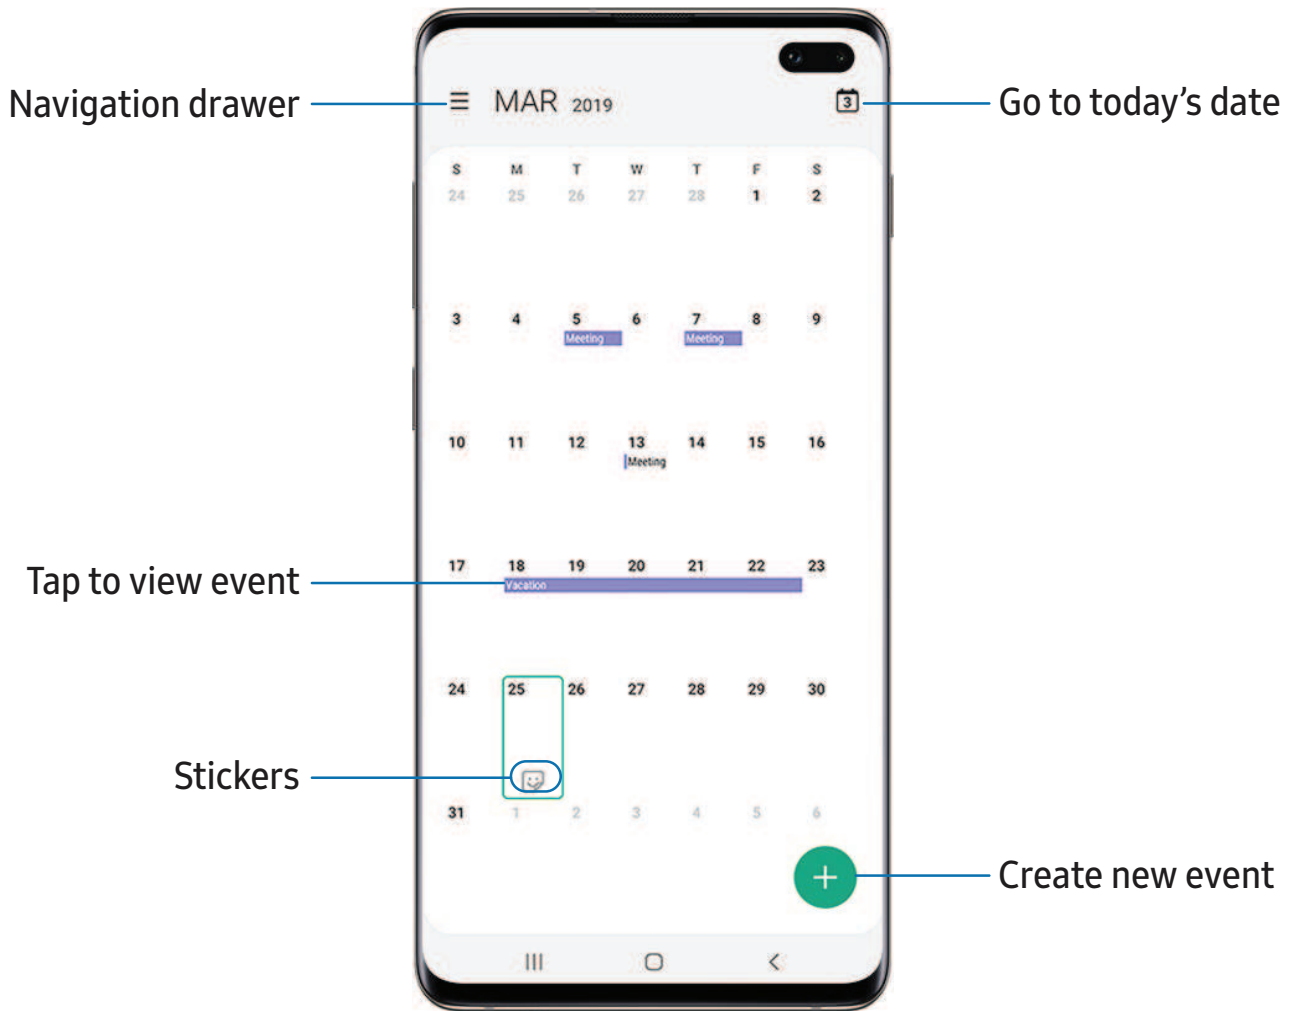 Navigation drawer
MAR 2019
3
Go to today's date
S M T W T F S
24 25 26 27 28 1 2
3 4 5 6 7 8 9
Meeting Meeting
10 11 12 13 14 15 16
Meeting
17 18 19 20 21 22 23
Tap to view event
Vacation
24 25 26 27 28 29 30
Stickers
31 1 2 3 4 5 6
Create new event